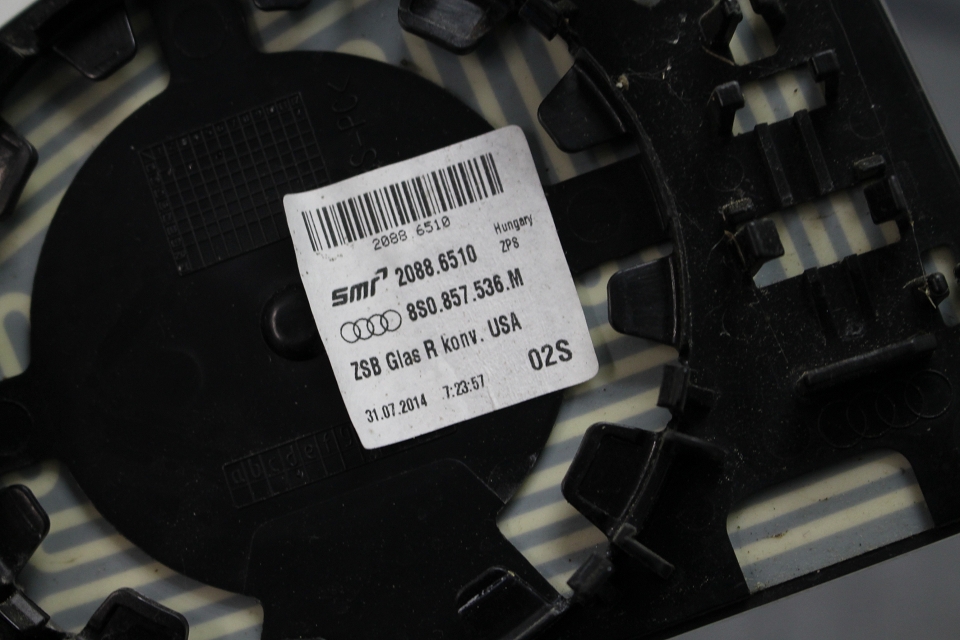 2088.6510
Hungary
ZPS
smr 2088.6510
8S0.857.536.M
ZSB Glas R konv. USA
31.07.2014 7:23:57 02S